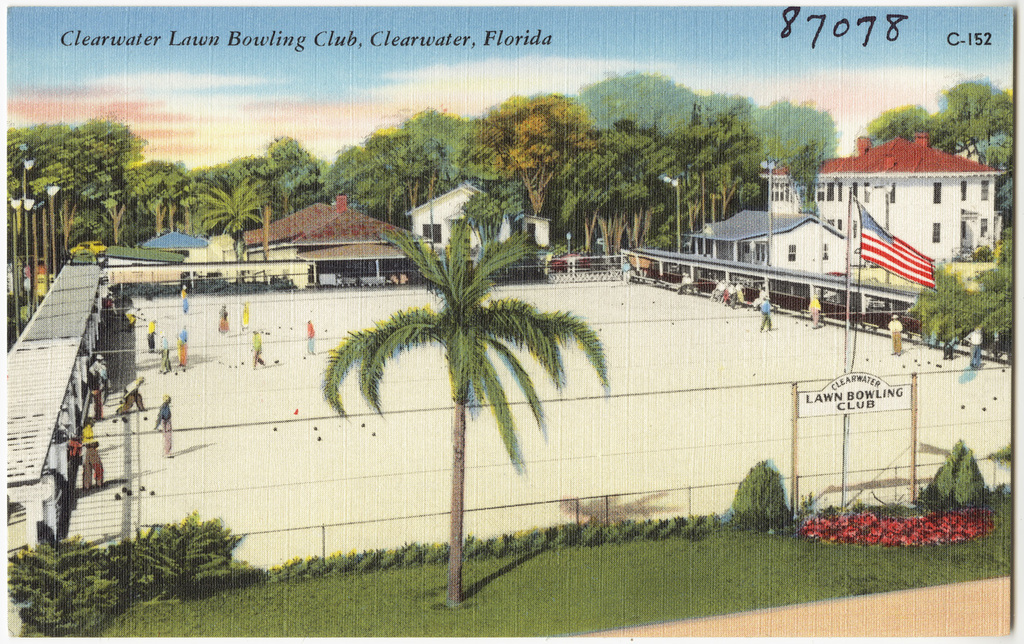 Clearwater Lawn Bowling Club, Clearwater, Florida
87078
C-152
CLEARWATER
LAWN BOWLING
CLUB